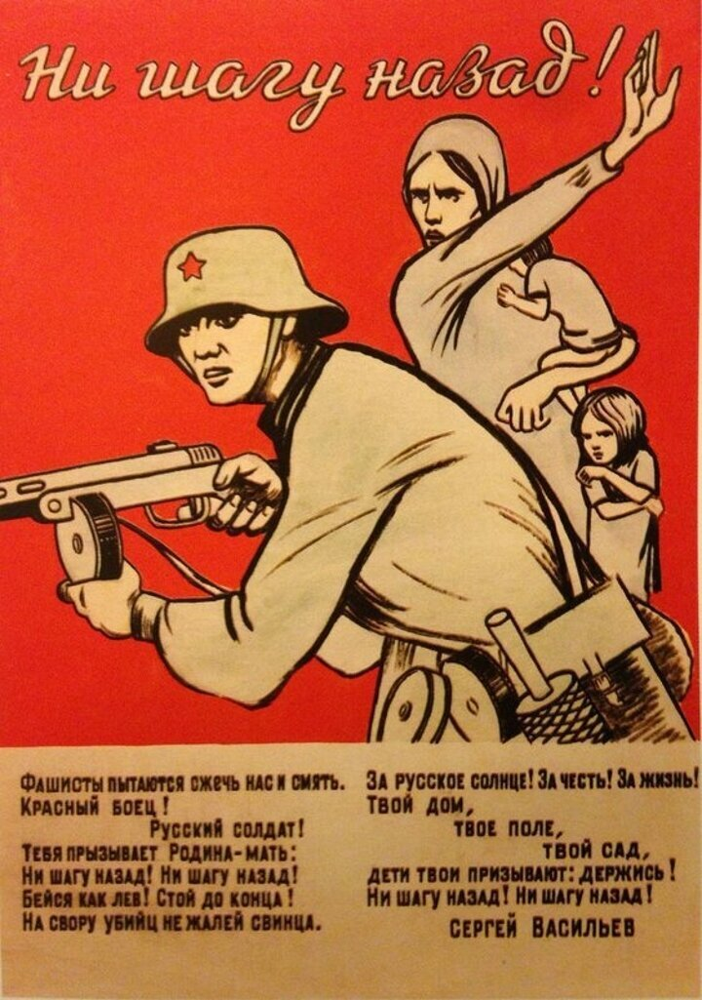 Ни шагу назад!
Фашисты пытаются сжечь нас и смять.
Красный боец!
Русский солдат!
Тебя прызывает Родина-мать:
Ни шагу назад! Ни шагу назад!
Бейся как лев! Стой до конца!
На свору убийц не жалей свинца.
За русское солнце! За честь! За жизнь!
Твой дом,
твое поле,
твой сад,
дети твои призывают: держись!
Ни шагу назад! Ни шагу назад!
Сергей Васильев